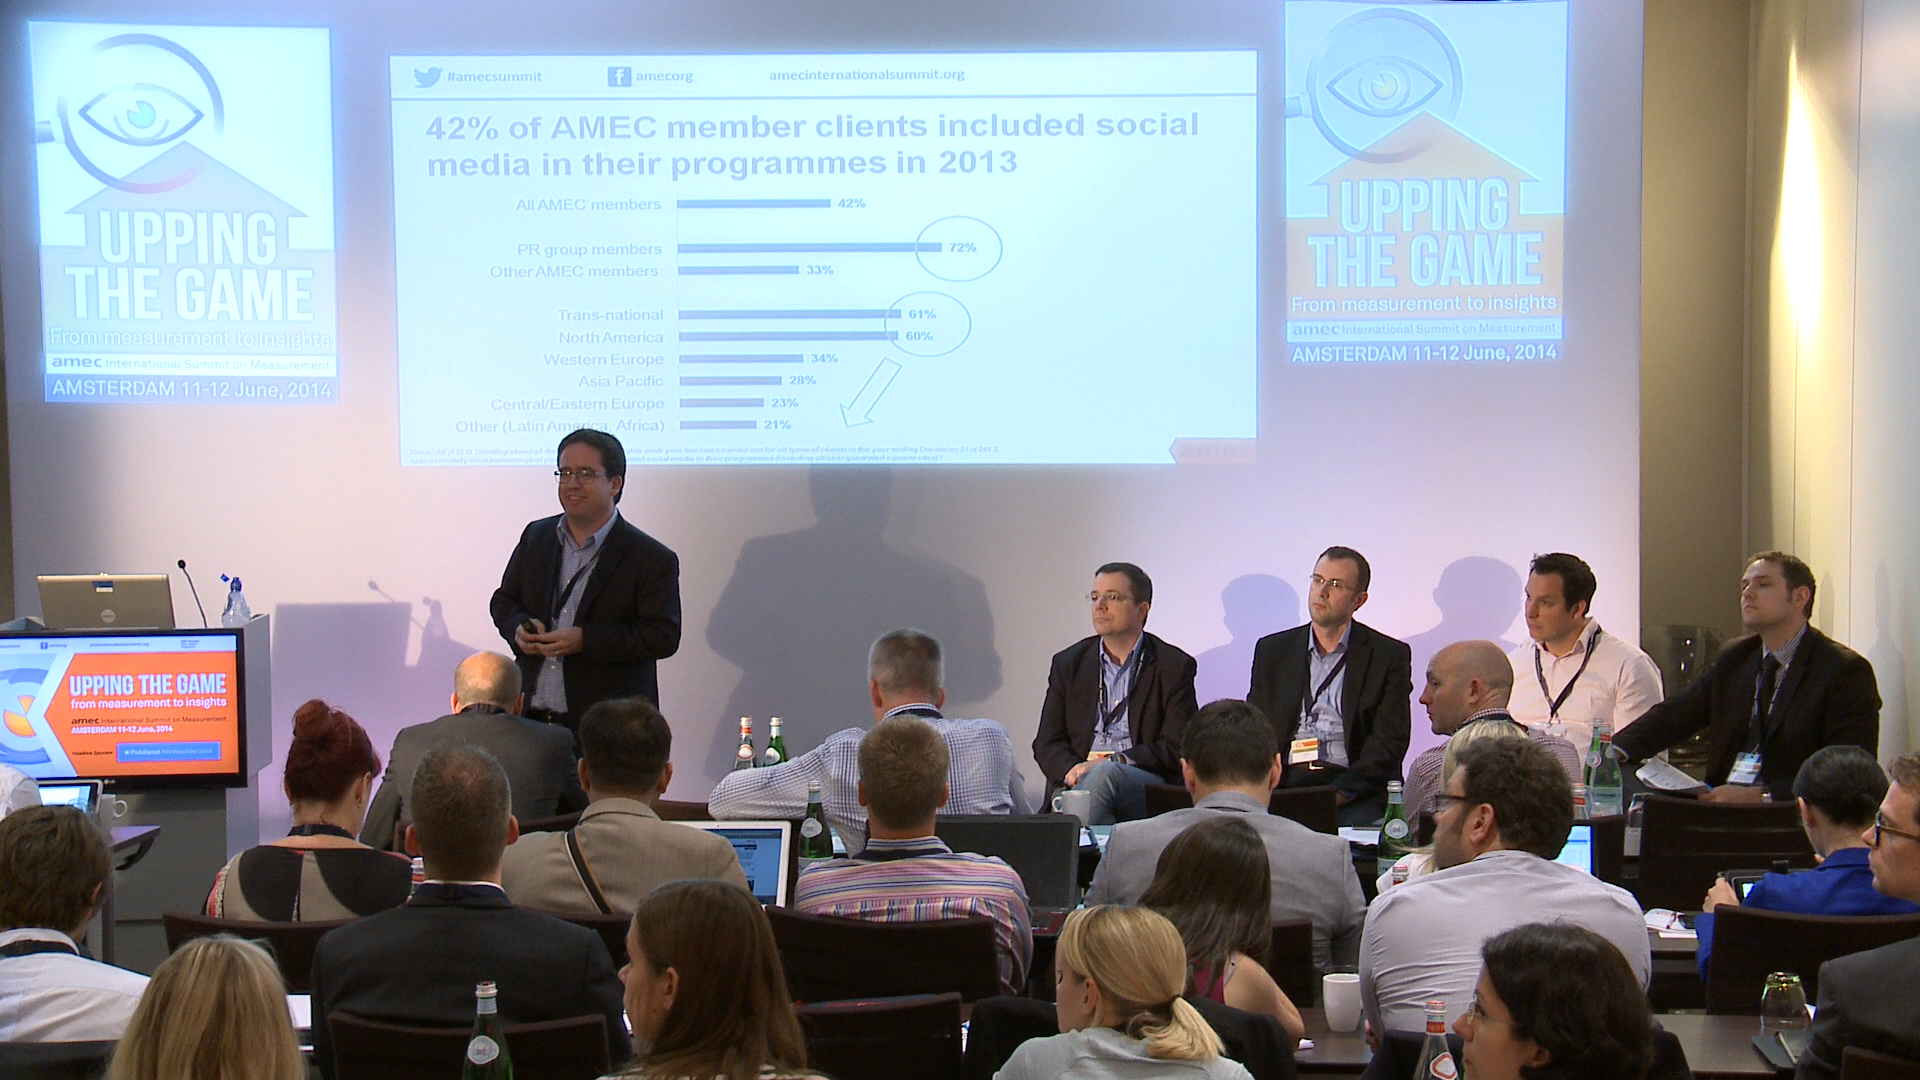 #amecsummit
amecorg
amecinternationalsummit.org
42% of AMEC member clients included social
media in their programmes in 2013
All AMEC members 42%
PR group members 72%
Other AMEC members 33%
Trans-national 61%
North America 60%
Western Europe 34%
Asia Pacific 28%
Central/Eastern Europe 23%
Other (Latin America, Africa) 21%
amec
UPPING
THE GAME
From measurement to insights
amec International Summit on Measurement
AMSTERDAM 11-12 June, 2014
UPPING
THE GAME
From measurement to insights
amec International Summit on Measurement
AMSTERDAM 11-12 June, 2014
UPPING THE GAME
from measurement to insights
amec International Summit on Measurement
AMSTERDAM 11-12 June, 2014
Headline Sponsor